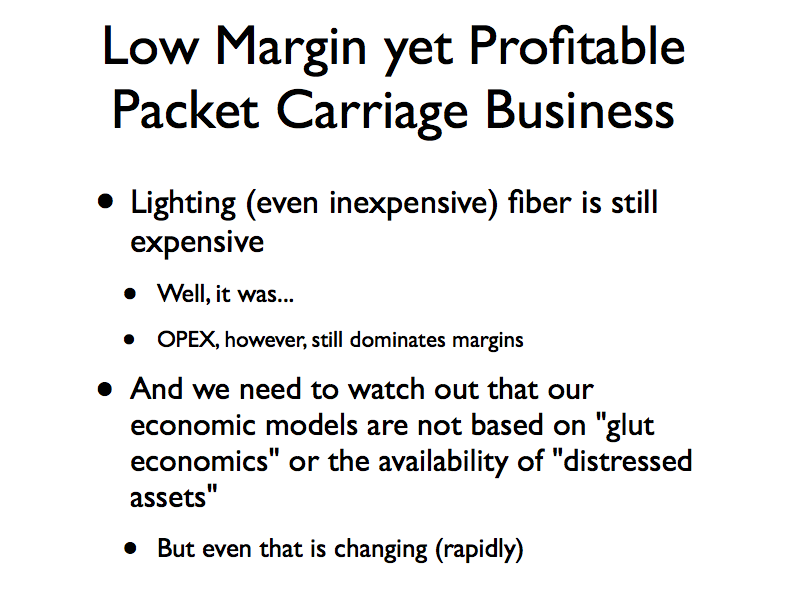 Low Margin yet Profitable
Packet Carriage Business
• Lighting (even inexpensive) fiber is still
expensive
• Well, it was...
• OPEX, however, still dominates margins
• And we need to watch out that our
economic models are not based on "glut
economics" or the availability of "distressed
assets"
• But even that is changing (rapidly)